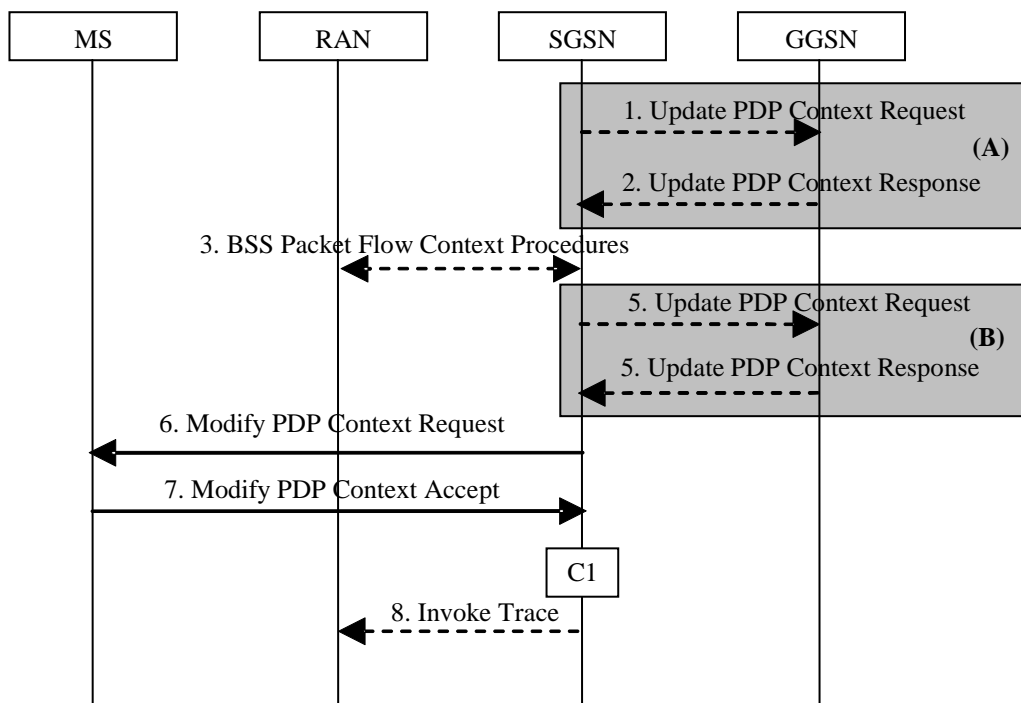 MS
RAN
SGSN
GGSN
1. Update PDP Context Request
(A)
2. Update PDP Context Response
3. BSS Packet Flow Context Procedures
5. Update PDP Context Request
(B)
5. Update PDP Context Response
6. Modify PDP Context Request
7. Modify PDP Context Accept
C1
8. Invoke Trace